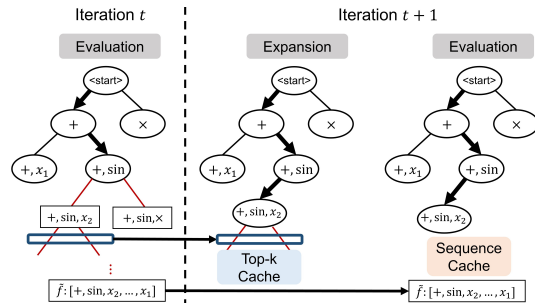 Iteration t
Iteration t + 1
Evaluation
Expansion
Evaluation
<start>
<start>
<start>
+
×
+
×
+
×
+, x₁
+, sin
+, x₁
+, sin
+, x₁
+, sin
+, sin, x₂
+, sin,×
+, sin, x₂
+, sin, x₂
Top-k
Cache
Sequence
Cache
⋮
f̃: [+, sin, x₂, …, x₁]
f̃: [+, sin, x₂, …, x₁]